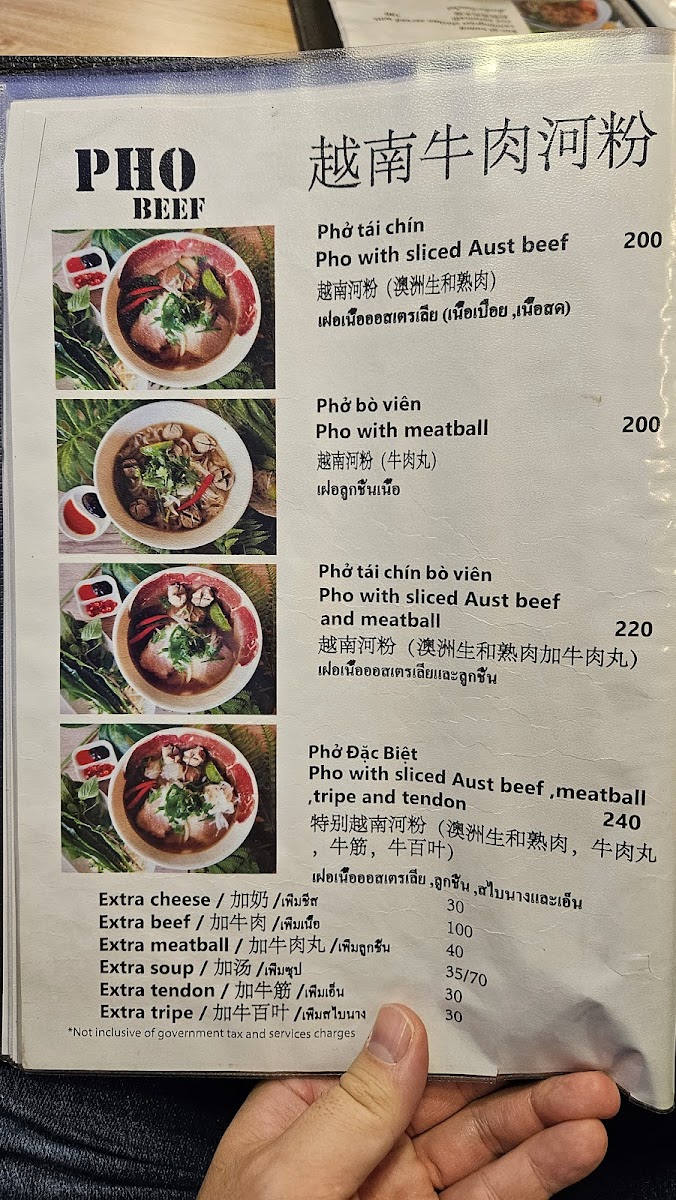 PHO
BEEF
越南牛肉河粉
Phở tái chín
Pho with sliced Aust beef 200
越南河粉 (澳洲生和熟肉)
เฝอเนื้อออสเตรเลีย (เนื้อเปื่อย ,เนื้อสด)
Phở bò viên
Pho with meatball 200
越南河粉 (牛肉丸)
เฝอลูกชิ้นเนื้อ
Phở tái chín bò viên
Pho with sliced Aust beef
and meatball 220
越南河粉 (澳洲生和熟肉加牛肉丸)
เฝอเนื้อออสเตรเลียและลูกชิ้น
Phở Đặc Biệt
Pho with sliced Aust beef ,meatball
,tripe and tendon 240
特别越南河粉 (澳洲生和熟肉, 牛肉丸
, 牛筋, 牛百叶)
เฝอเนื้อออสเตรเลีย ,ลูกชิ้น ,สไบนางและเอ็น
Extra cheese / 加奶 /เพิ่มชีส 30
Extra beef / 加牛肉 /เพิ่มเนื้อ 100
Extra meatball / 加牛肉丸 /เพิ่มลูกชิ้น 40
Extra soup / 加汤 /เพิ่มซุป 35/70
Extra tendon / 加牛筋 /เพิ่มเอ็น 30
Extra tripe / 加牛百叶 /เพิ่มสไบนาง 30
*Not inclusive of government tax and services charges